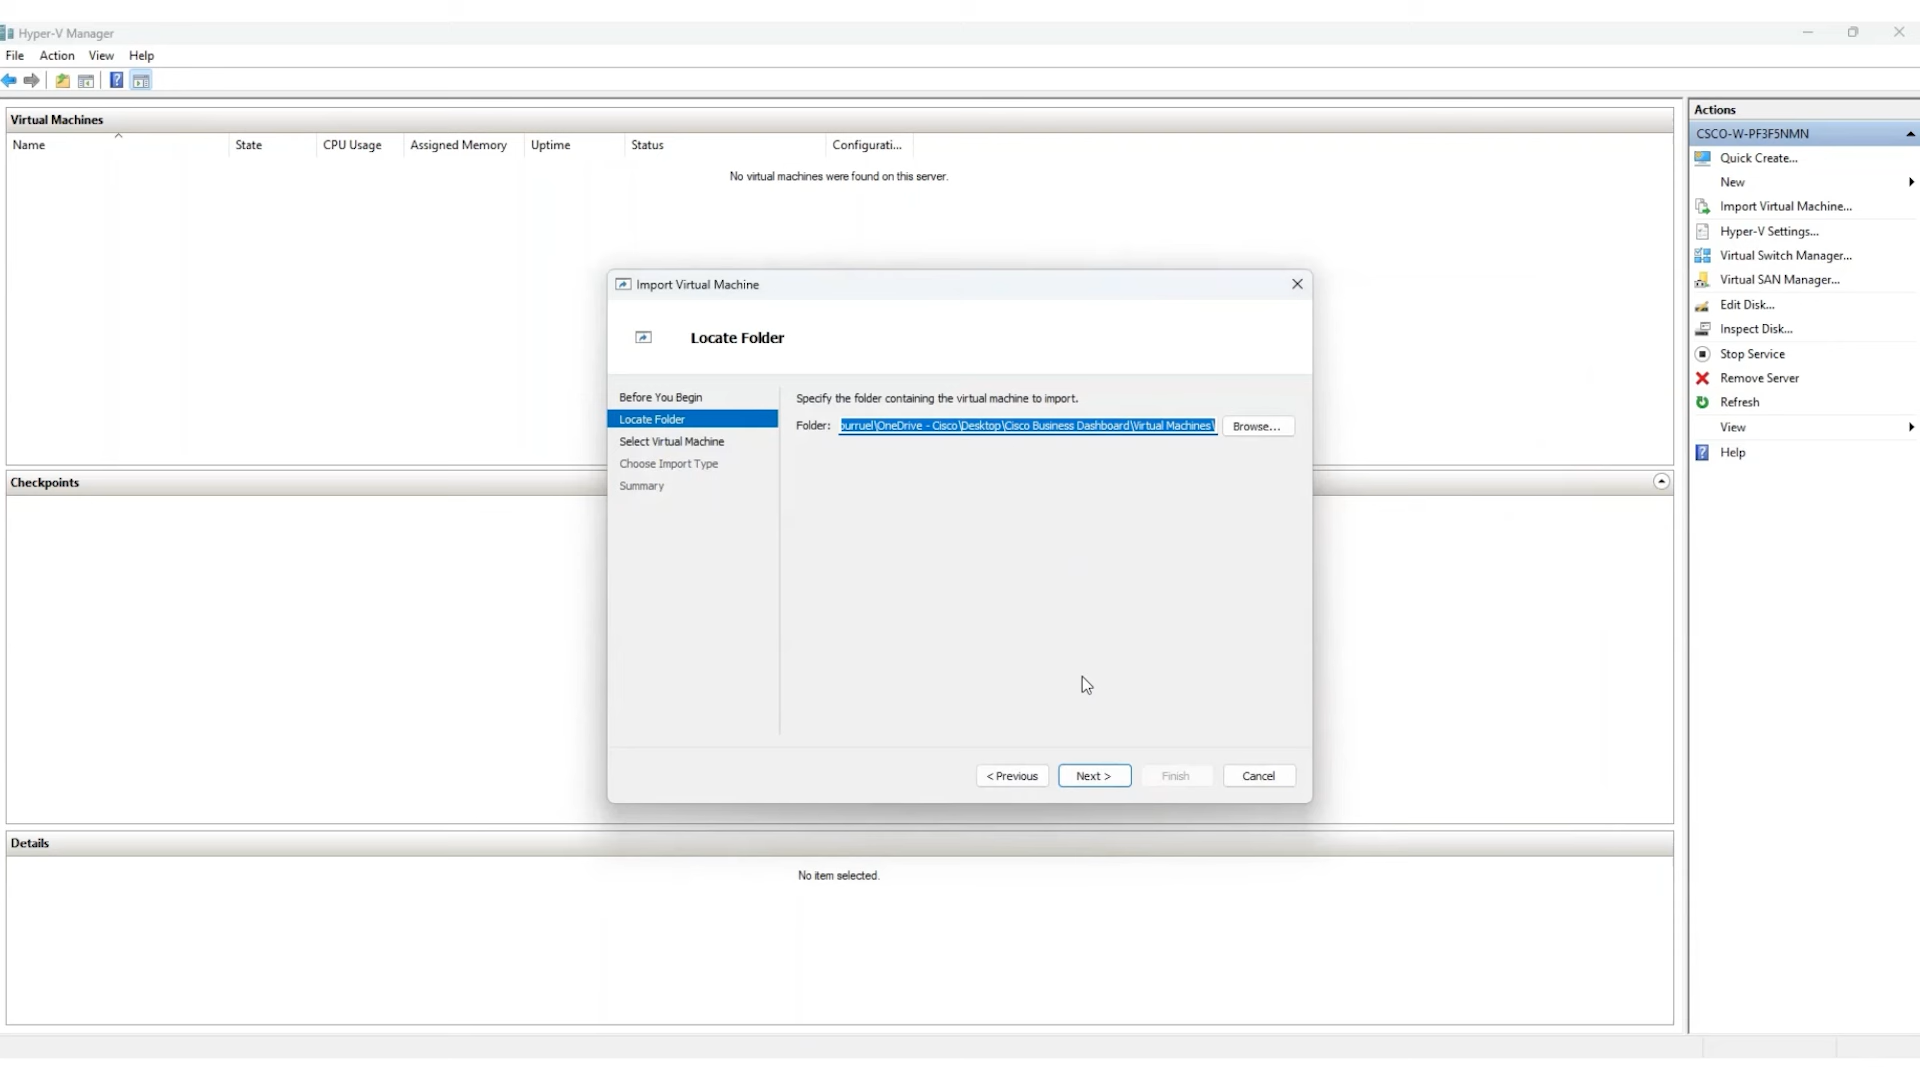 Hyper-V Manager
File Action View Help
Virtual Machines
Name State CPU Usage Assigned Memory Uptime Status Configurati...
No virtual machines were found on this server.
Import Virtual Machine
Locate Folder
Before You Begin
Locate Folder
Select Virtual Machine
Choose Import Type
Summary
Specify the folder containing the virtual machine to import.
Folder: ourruel\OneDrive - Cisco\Desktop\Cisco Business Dashboard\Virtual Machines\ Browse...
< Previous Next > Finish Cancel
Checkpoints
Details
No item selected.
Actions
CSCO-W-PF3F5NMN
Quick Create...
New
Import Virtual Machine...
Hyper-V Settings...
Virtual Switch Manager...
Virtual SAN Manager...
Edit Disk...
Inspect Disk...
Stop Service
Remove Server
Refresh
View
Help